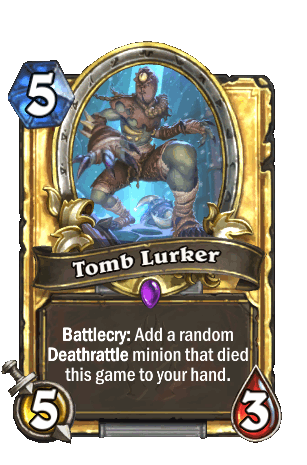 5
Tomb Lurker
Battlecry: Add a random
Deathrattle minion that died
this game to your hand.
5
3